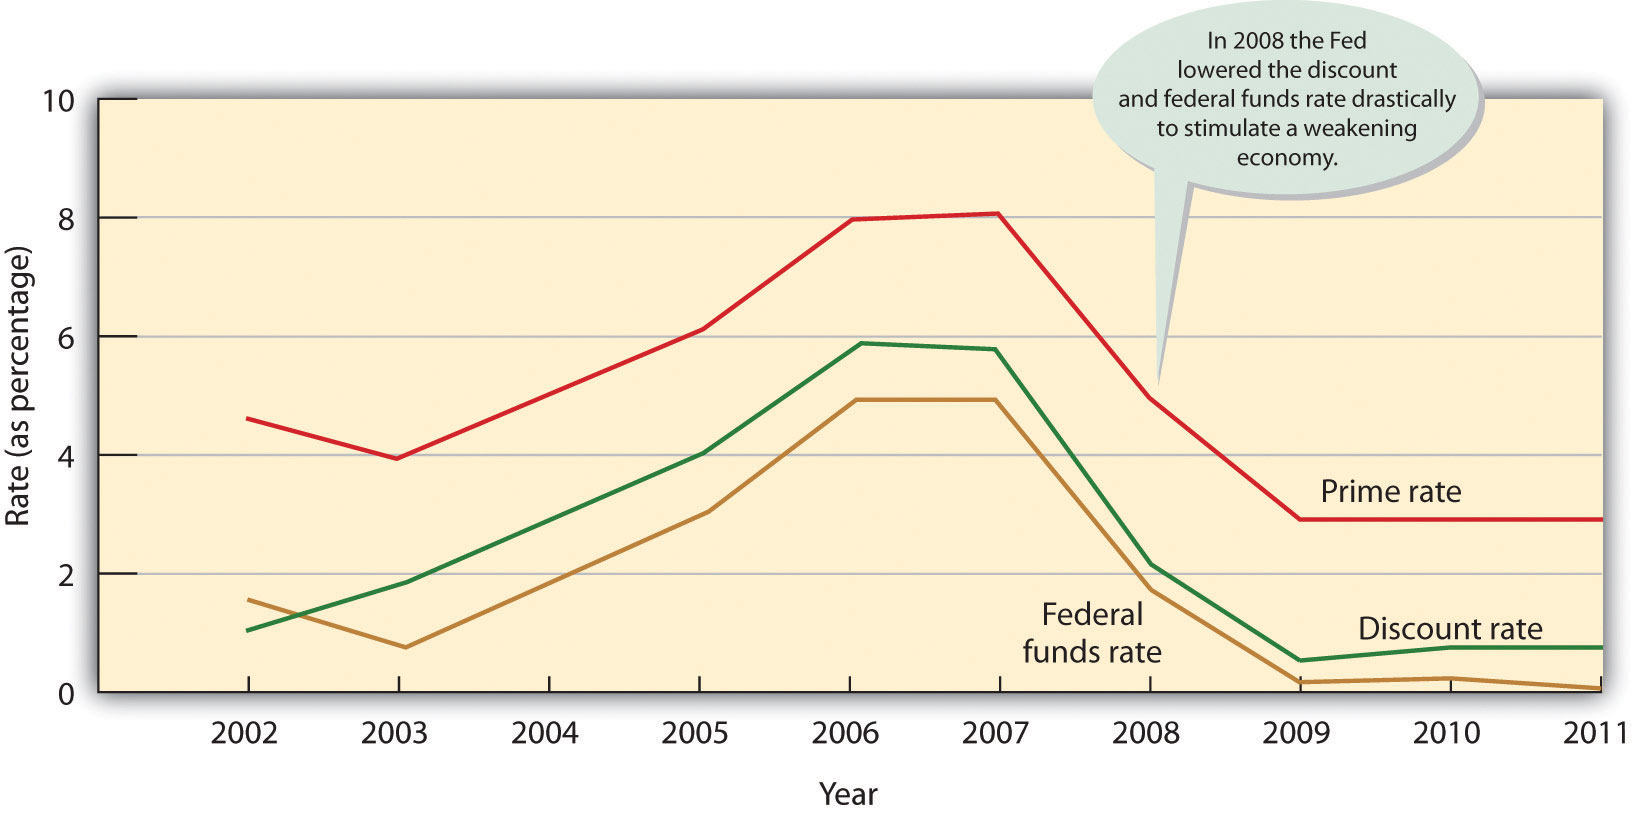 In 2008 the Fed
lowered the discount
and federal funds rate drastically
to stimulate a weakening
economy.
10
8
6
4
2
0
Rate (as percentage)
Prime rate
Federal
funds rate
Discount rate
2002 2003 2004 2005 2006 2007 2008 2009 2010 2011
Year